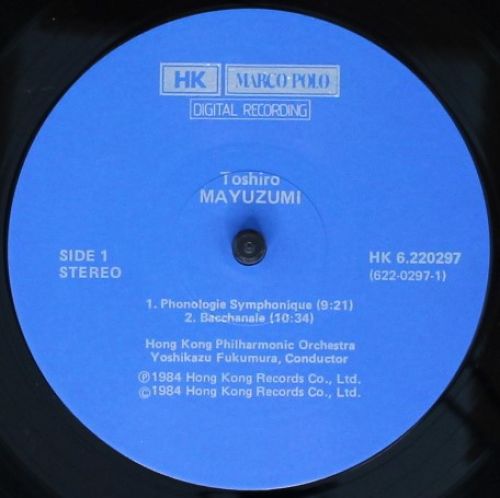 HK MARCO POLO
DIGITAL RECORDING
Toshiro
MAYUZUMI
SIDE 1
STEREO
HK 6.220297
(622-0297-1)
1. Phonologie Symphonique (9:21)
2. Bacchanale (10:34)
Hong Kong Philharmonic Orchestra
Yoshikazu Fukumura, Conductor
Ⓟ1984 Hong Kong Records Co., Ltd.
©1984 Hong Kong Records Co., Ltd.